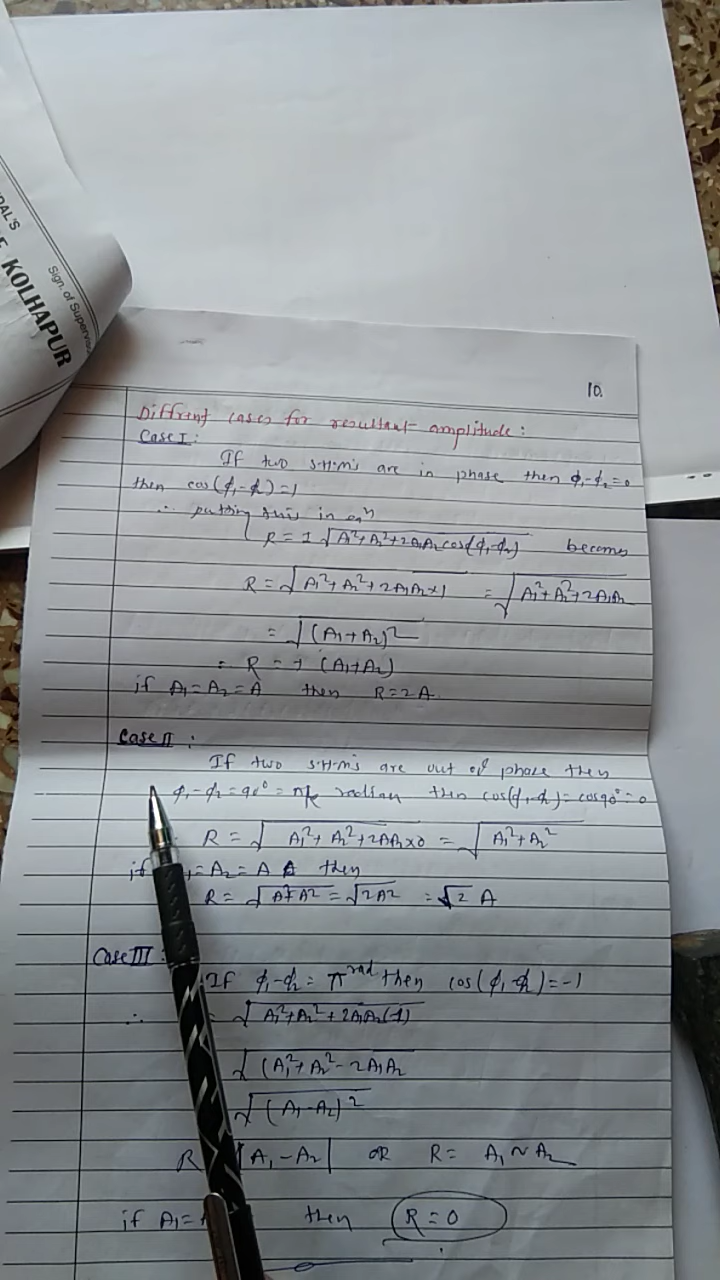 DAL'S
KOLHAPUR
Sign. of Supervis
10.
Diffrent cases for resultant amplitude:
Case I:
If two S.H.M's are in phase then ϕ₁-ϕ₂=0
then cos(ϕ₁-ϕ₂)=1
∴ putting this in eqⁿ
R = ± √A₁²+A₂²+2A₁A₂cos(ϕ₁-ϕ₂) becomes
R = √A₁²+A₂²+2A₁A₂×1 = √A₁²+A₂²+2A₁A₂
= √(A₁+A₂)²
∴ R = + (A₁+A₂)
if A₁=A₂=A then R=2A
Case II:
If two S.H.M's are out of phase then
ϕ₁-ϕ₂=90°=π/2 radian then cos(ϕ₁-ϕ₂)=cos90°=0
R = √A₁²+A₂²+2A₁A₂×0 = √A₁²+A₂²
if =A₂=A then
R = √A²+A² = √2A² = √2 A
Case III:
If ϕ₁-ϕ₂=π rad then cos(ϕ₁-ϕ₂)=-1
∴ = √A₁²+A₂²+2A₁A₂(-1)
√(A₁²+A₂²-2A₁A₂
√(A₁-A₂)²
R |A₁-A₂| OR R= A₁~A₂
if A₁= then R=0